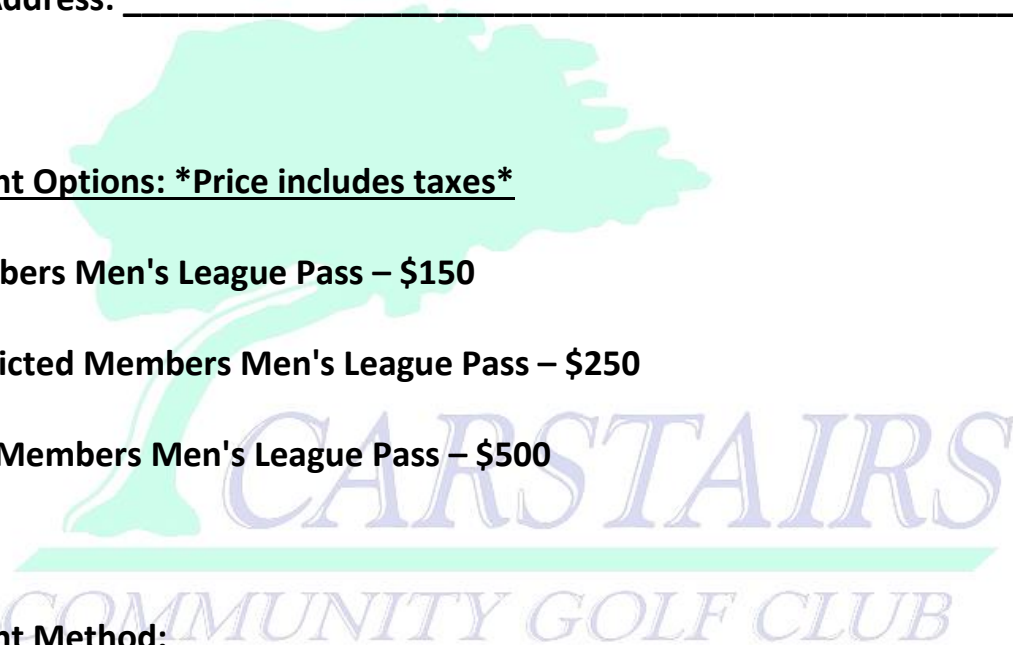 Address: ________________________________________________
nt Options: *Price includes taxes*
bers Men's League Pass – $150
icted Members Men's League Pass – $250
Members Men's League Pass – $500
CARSTAIRS
COMMUNITY GOLF CLUB
nt Method: